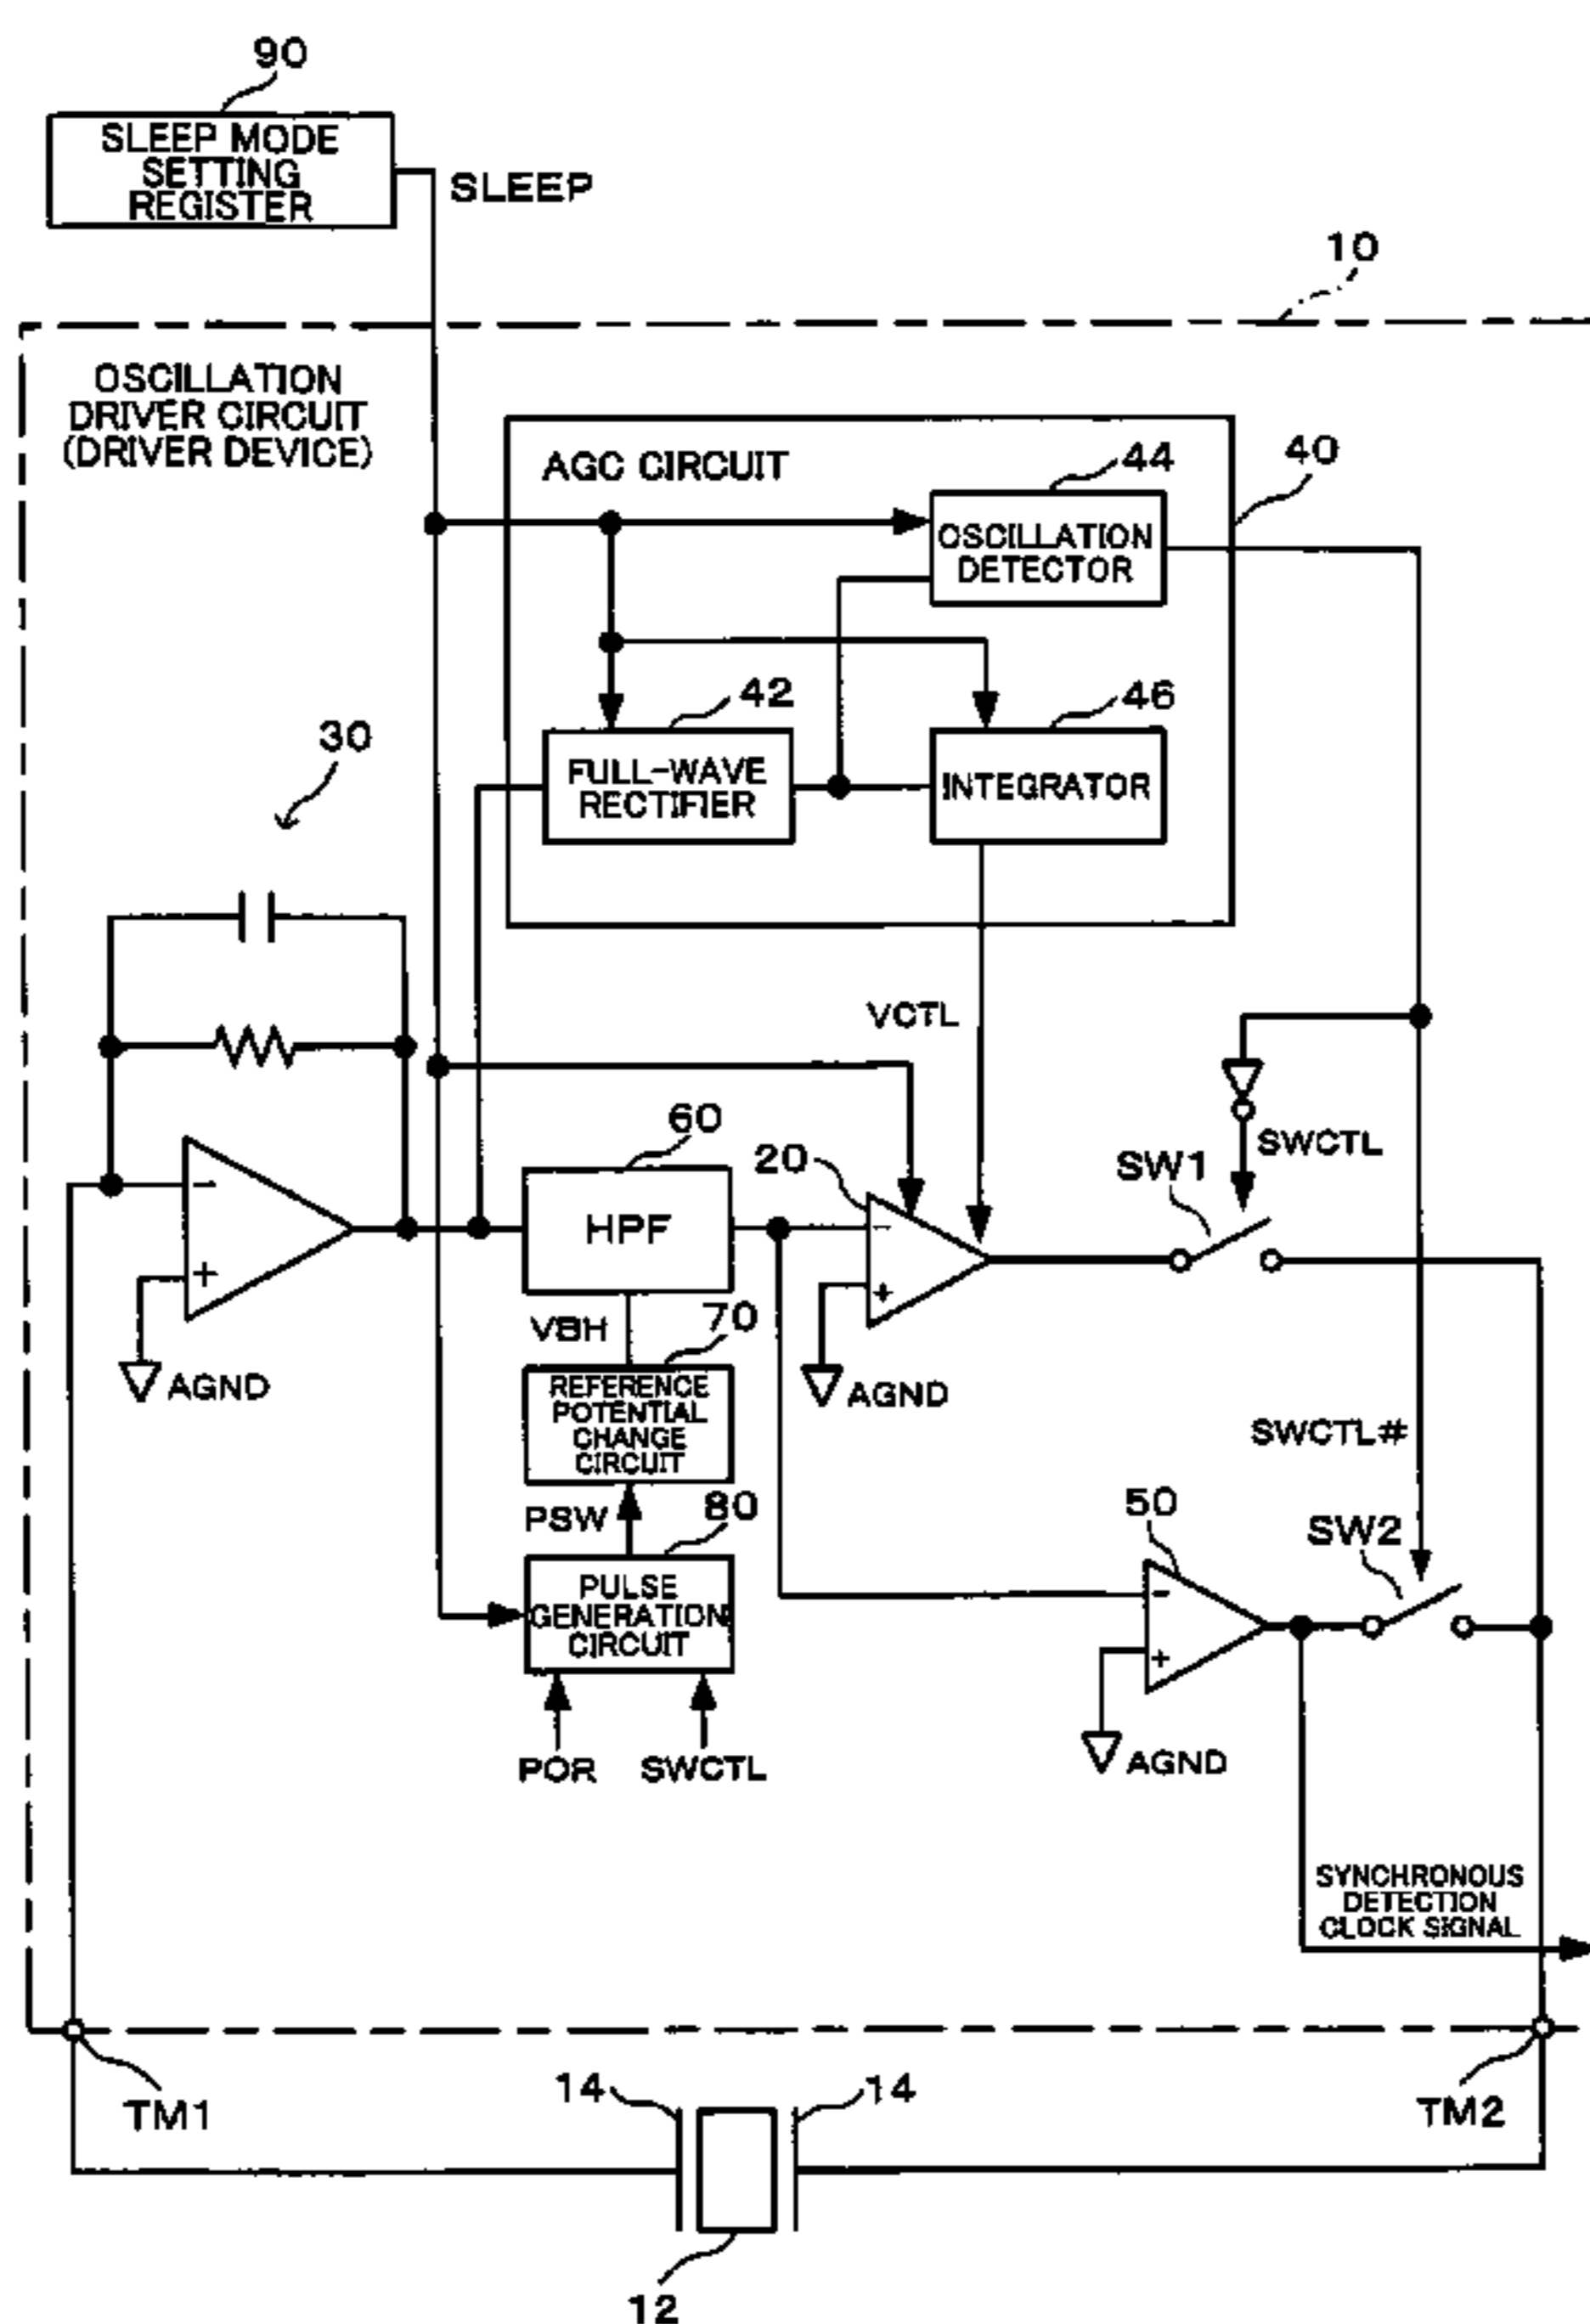 90
SLEEP MODE
SETTING
REGISTER
SLEEP
10
OSCILLATION
DRIVER CIRCUIT
(DRIVER DEVICE)
AGC CIRCUIT
44
40
OSCILLATION
DETECTOR
42
46
30
FULL-WAVE
RECTIFIER
INTEGRATOR
VCTL
60
20
SW1
SWCTL
−
HPF
−
+
+
VBH
70
AGND
AGND
REFERENCE
POTENTIAL
CHANGE
CIRCUIT
SWCTL#
PSW
80
50
SW2
PULSE
GENERATION
CIRCUIT
−
+
POR
SWCTL
AGND
SYNCHRONOUS
DETECTION
CLOCK SIGNAL
TM1
14
14
TM2
12